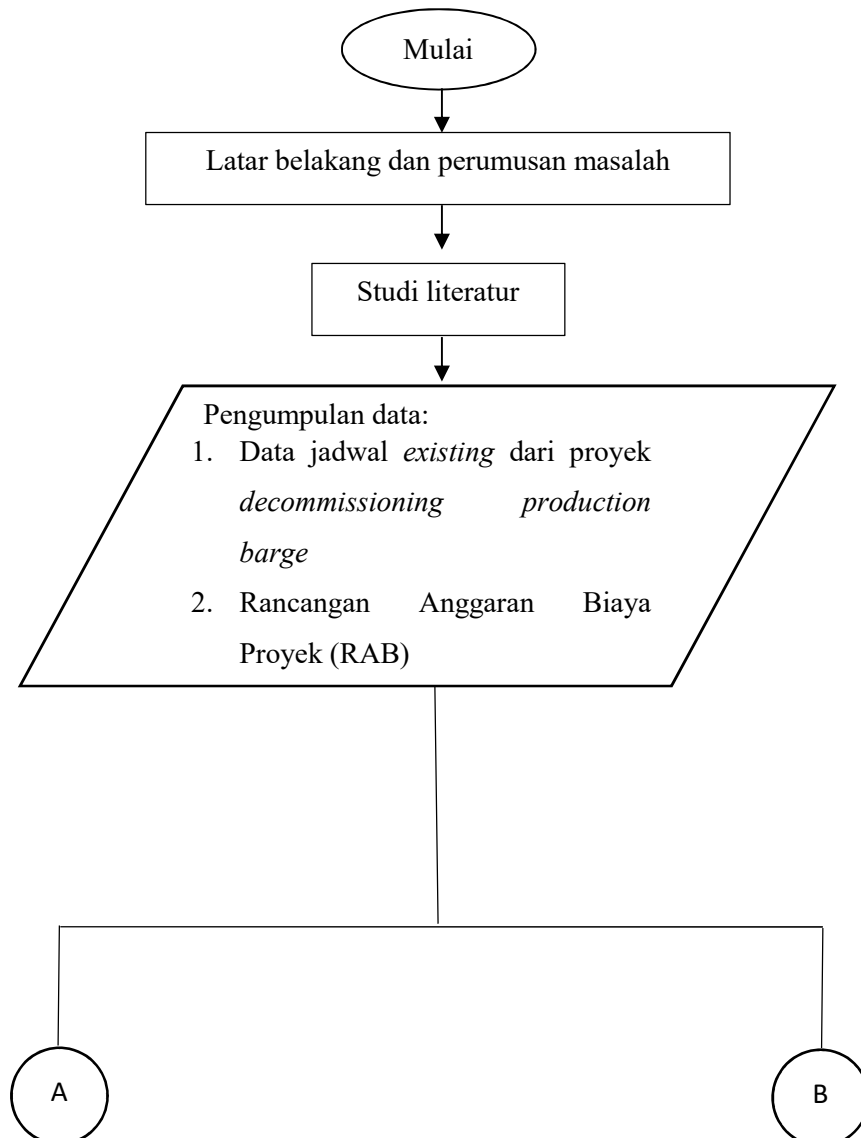 Mulai
Latar belakang dan perumusan masalah
Studi literatur
Pengumpulan data:
1. Data jadwal existing dari proyek
decommissioning production
barge
2. Rancangan Anggaran Biaya
Proyek (RAB)
A
B